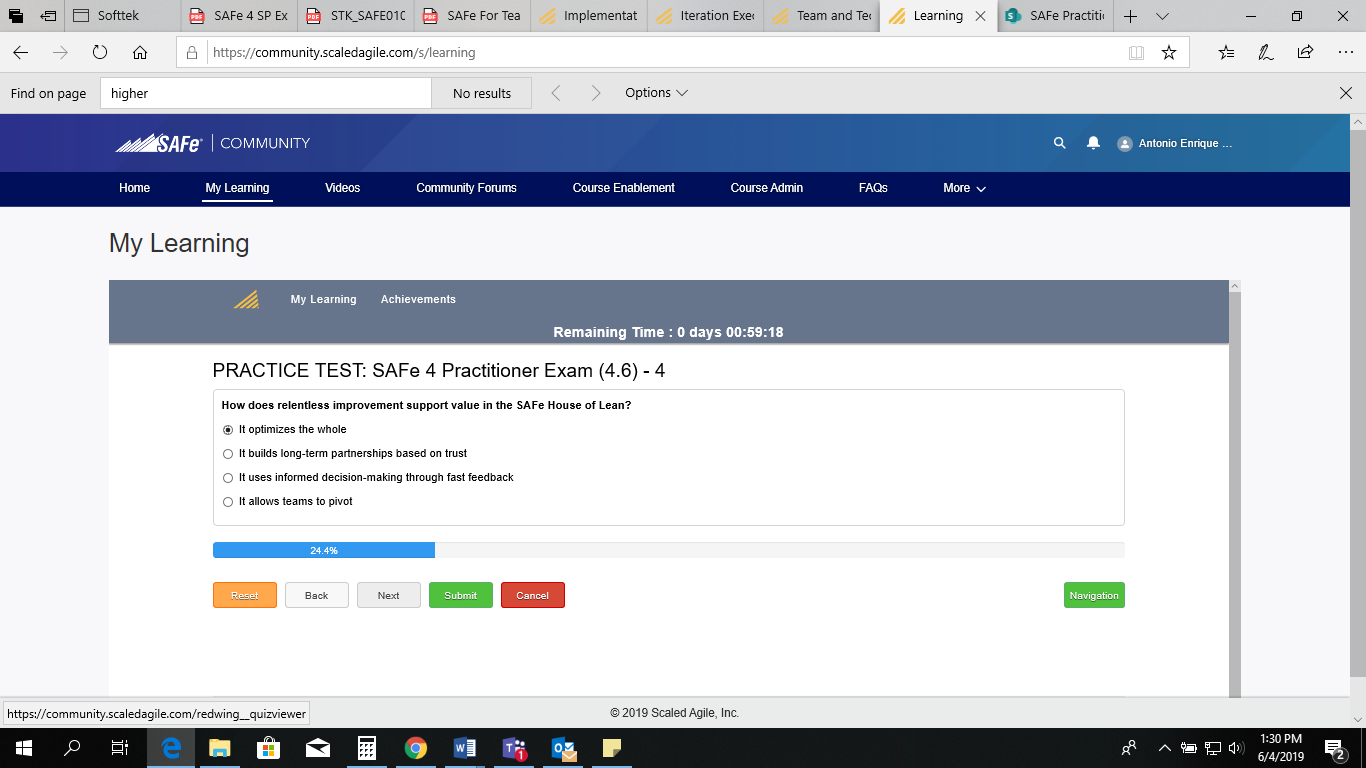 Softtek
SAFe 4 SP Ex
STK_SAFE01C
SAFe For Tea
Implementat
Iteration Exec
Team and Tec
Learning
SAFe Practitio
https://community.scaledagile.com/s/learning
Find on page
higher
No results
Options
SAFe® COMMUNITY
Antonio Enrique ...
Home
My Learning
Videos
Community Forums
Course Enablement
Course Admin
FAQs
More
My Learning
My Learning
Achievements
Remaining Time : 0 days 00:59:18
PRACTICE TEST: SAFe 4 Practitioner Exam (4.6) - 4
How does relentless improvement support value in the SAFe House of Lean?
It optimizes the whole
It builds long-term partnerships based on trust
It uses informed decision-making through fast feedback
It allows teams to pivot
24.4%
Reset
Back
Next
Submit
Cancel
Navigation
https://community.scaledagile.com/redwing__quizviewer
© 2019 Scaled Agile, Inc.
1:30 PM
6/4/2019
2